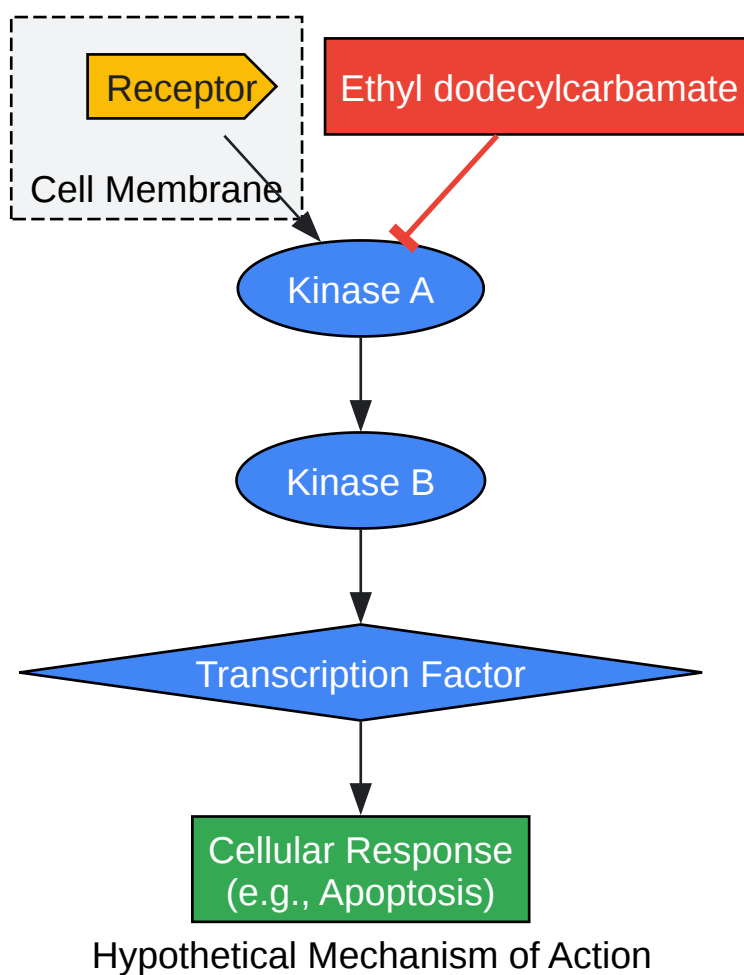 Receptor
Ethyl dodecylcarbamate
Cell Membrane
Kinase A
Kinase B
Transcription Factor
Cellular Response
(e.g., Apoptosis)
Hypothetical Mechanism of Action